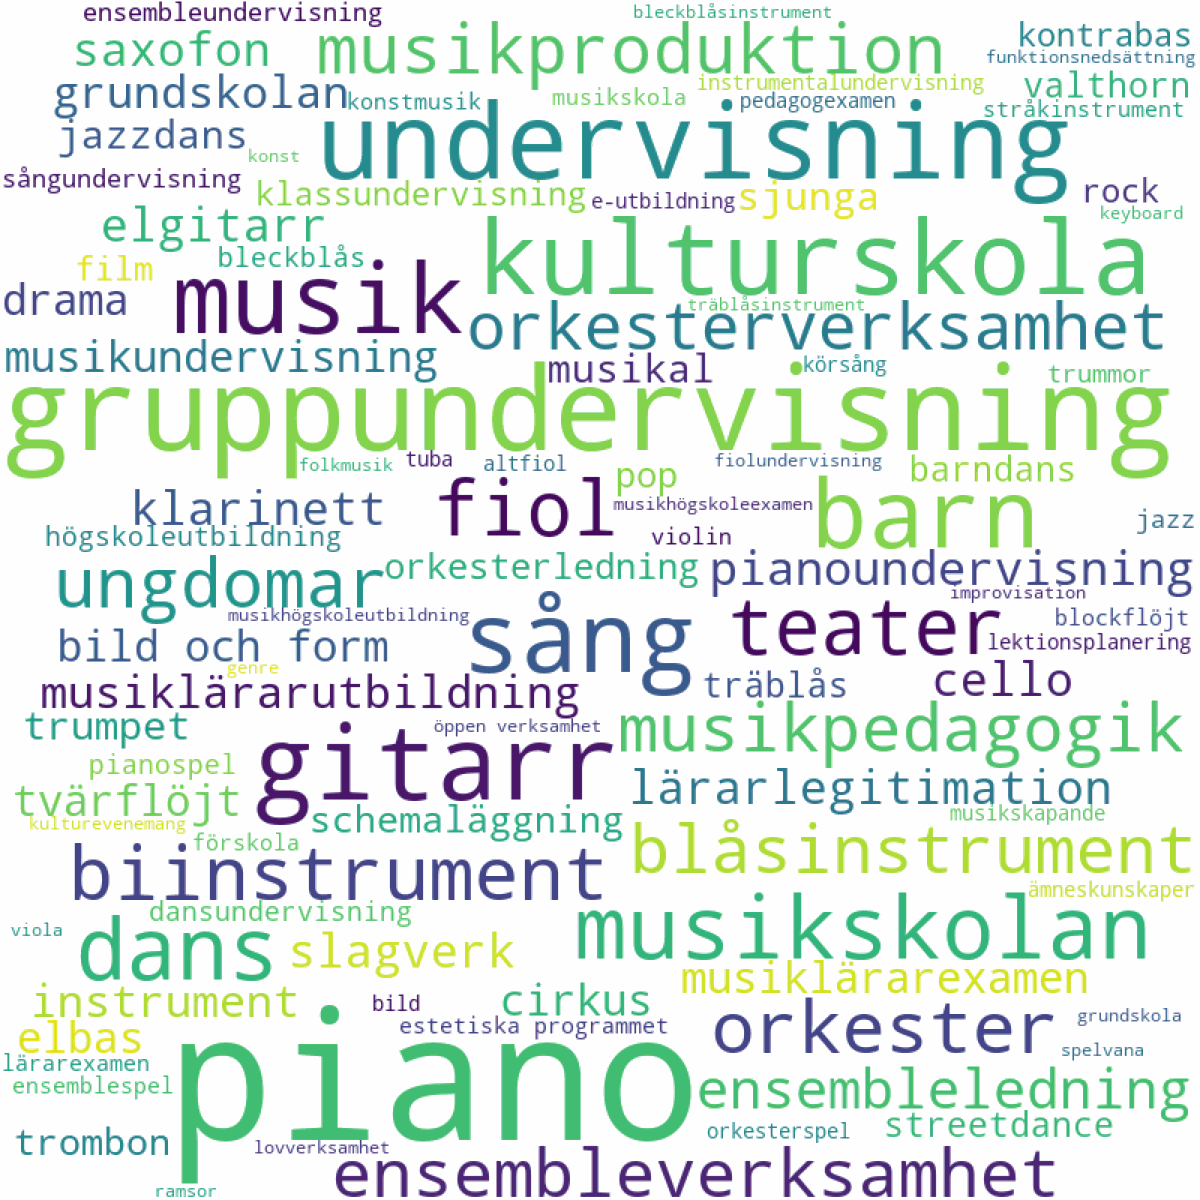 ensembleundervisning
bleckblåsinstrument
saxofon
musikproduktion
kontrabas
funktionsnedsättning
grundskolan
konstmusik
musikskola
instrumentalundervisning
pedagogexamen
valthorn
stråkinstrument
jazzdans
undervisning
konst
sångundervisning
klassundervisning
e-utbildning
sjunga
rock
keyboard
elgitarr
bleckblås
kulturskola
film
musik
drama
träblåsinstrument
orkesterverksamhet
musikundervisning
musikal
körsång
trummor
gruppundervisning
folkmusik
tuba
altfiol
pop
fiolundervisning
barndans
klarinett
fiol
musikhögskoleexamen
barn
jazz
högskoleutbildning
violin
ungdomar
orkesterledning
pianoundervisning
improvisation
musikhögskoleutbildning
sång
teater
blockflöjt
bild och form
lektionsplanering
genre
musiklärarutbildning
träblås
cello
trumpet
öppen verksamhet
musikpedagogik
gitarr
pianospel
tvärflöjt
lärarlegitimation
kulturevenemang
schemaläggning
musikskapande
förskola
biinstrument
blåsinstrument
ämneskunskaper
dansundervisning
viola
dans
slagverk
musikskolan
musiklärarexamen
instrument
bild
cirkus
estetiska programmet
orkester
grundskola
elbas
spelvana
lärarexamen
ensemblespel
piano
ensembleledning
trombon
lovverksamhet
orkesterspel
streetdance
ensembleverksamhet
ramsor